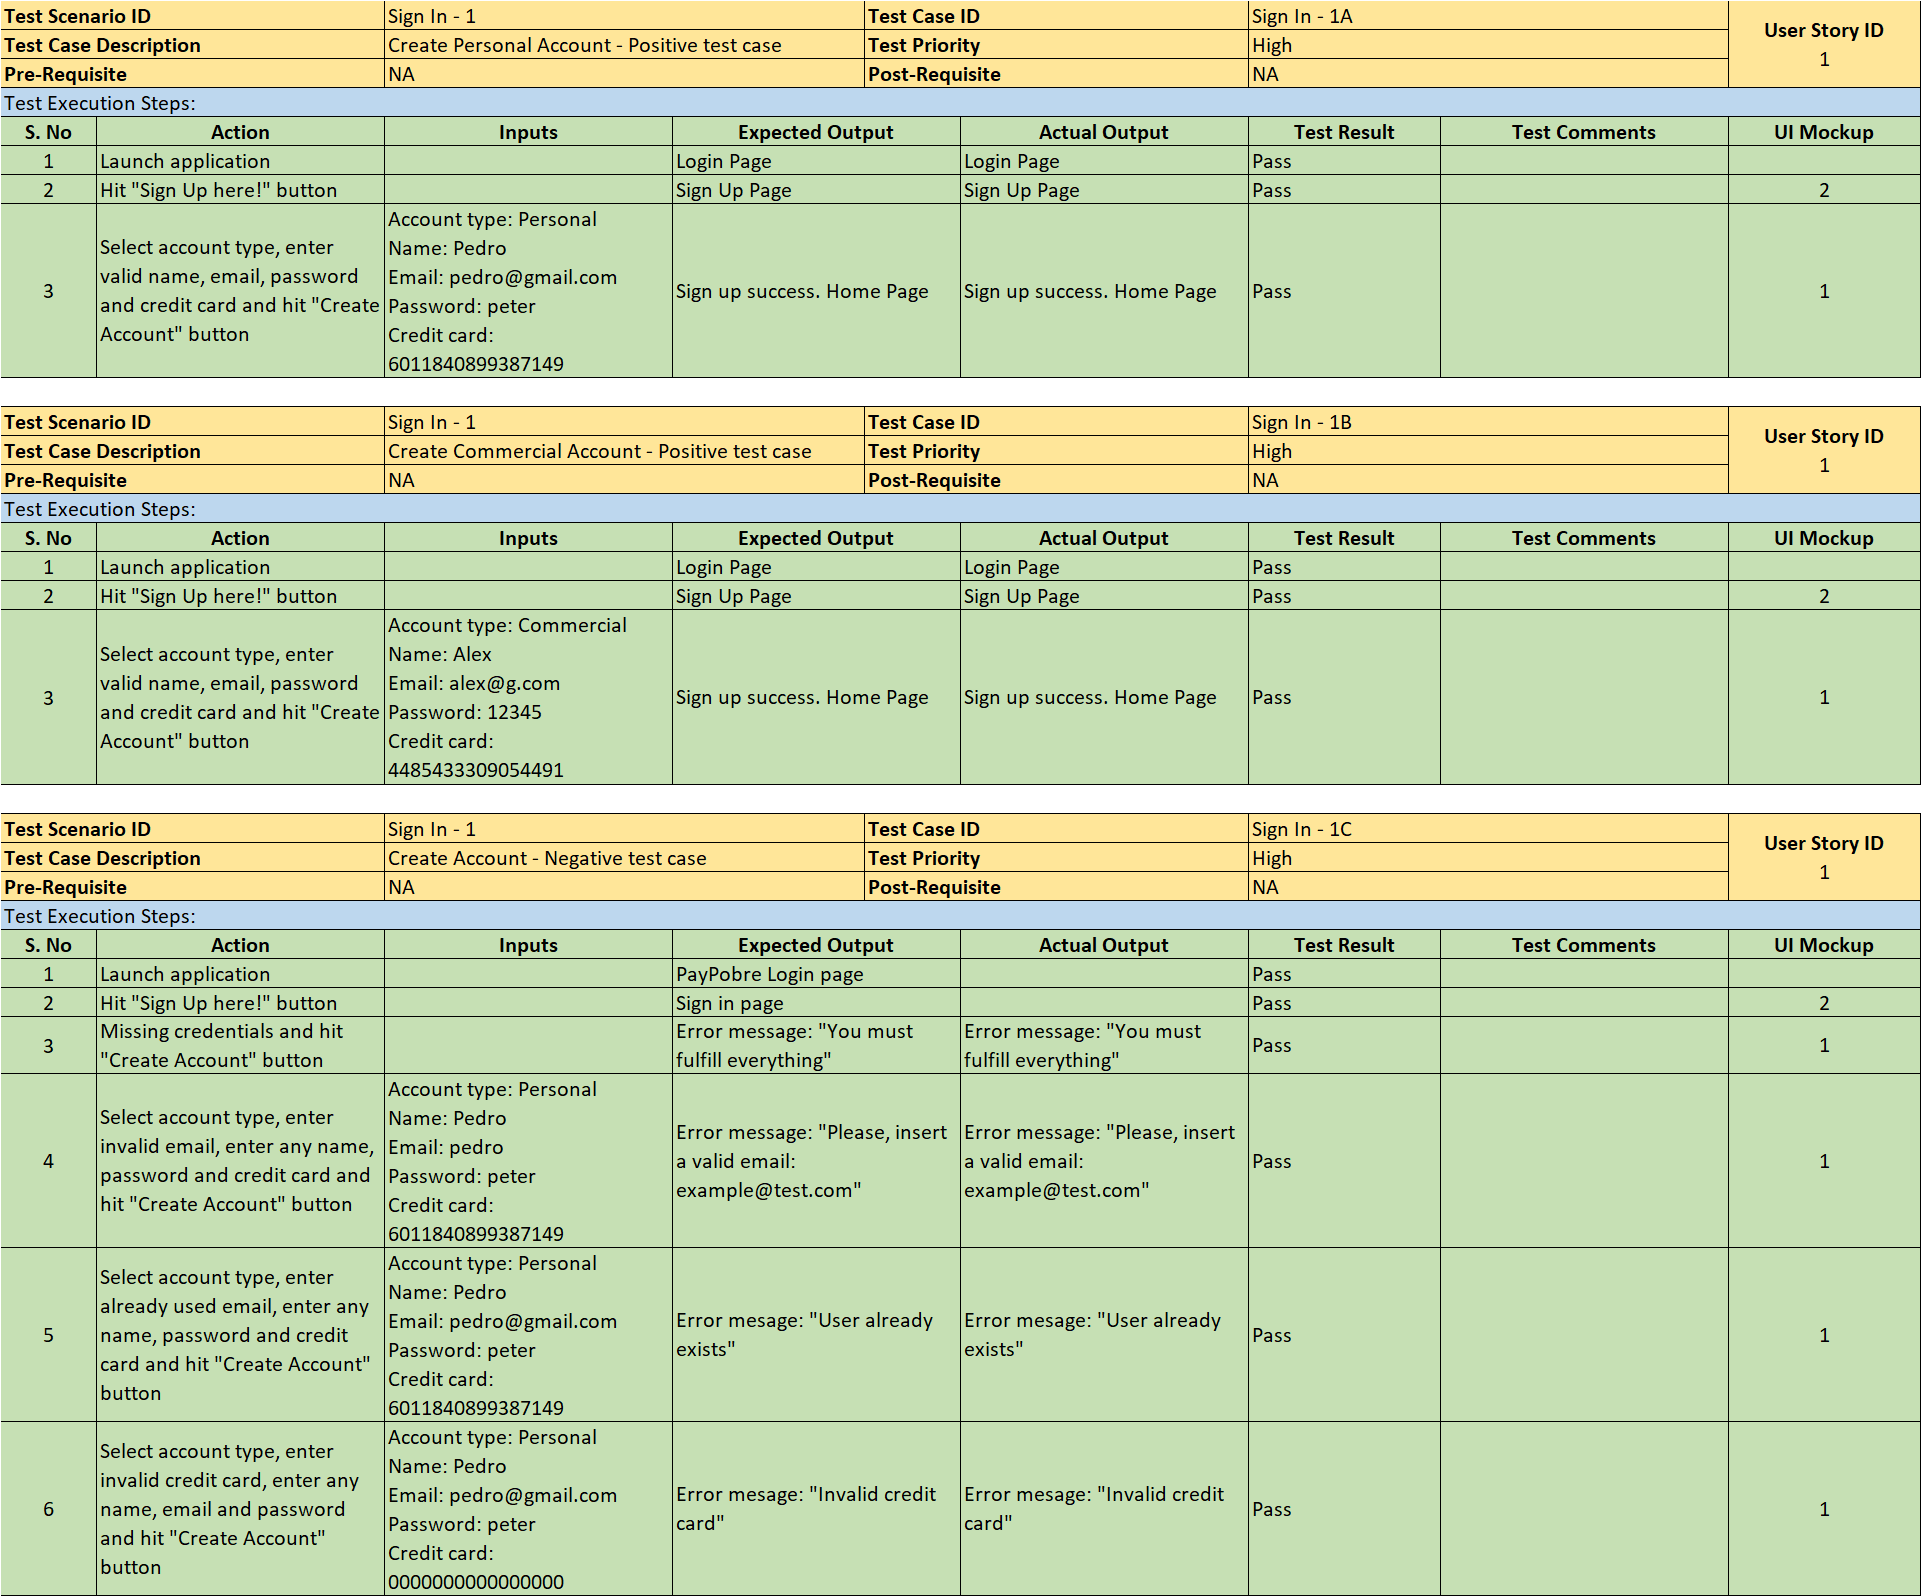 Test Scenario ID Sign In - 1 Test Case ID Sign In - 1A User Story ID
1
Test Case Description Create Personal Account - Positive test case Test Priority High
Pre-Requisite NA Post-Requisite NA
Test Execution Steps:
S. No Action Inputs Expected Output Actual Output Test Result Test Comments UI Mockup
1 Launch application Login Page Login Page Pass
2 Hit "Sign Up here!" button Sign Up Page Sign Up Page Pass 2
3
Select account type, enter
valid name, email, password
and credit card and hit "Create
Account" button
Account type: Personal
Name: Pedro
Email: pedro@gmail.com
Password: peter
Credit card:
6011840899387149
Sign up success. Home Page Sign up success. Home Page Pass 1
Test Scenario ID Sign In - 1 Test Case ID Sign In - 1B User Story ID
1
Test Case Description Create Commercial Account - Positive test case Test Priority High
Pre-Requisite NA Post-Requisite NA
Test Execution Steps:
S. No Action Inputs Expected Output Actual Output Test Result Test Comments UI Mockup
1 Launch application Login Page Login Page Pass
2 Hit "Sign Up here!" button Sign Up Page Sign Up Page Pass 2
3
Select account type, enter
valid name, email, password
and credit card and hit "Create
Account" button
Account type: Commercial
Name: Alex
Email: alex@g.com
Password: 12345
Credit card:
4485433309054491
Sign up success. Home Page Sign up success. Home Page Pass 1
Test Scenario ID Sign In - 1 Test Case ID Sign In - 1C User Story ID
1
Test Case Description Create Account - Negative test case Test Priority High
Pre-Requisite NA Post-Requisite NA
Test Execution Steps:
S. No Action Inputs Expected Output Actual Output Test Result Test Comments UI Mockup
1 Launch application PayPobre Login page Pass
2 Hit "Sign Up here!" button Sign in page Pass 2
3
Missing credentials and hit
"Create Account" button
Error message: "You must
fulfill everything"
Error message: "You must
fulfill everything"
Pass 1
4
Select account type, enter
invalid email, enter any name,
password and credit card and
hit "Create Account" button
Account type: Personal
Name: Pedro
Email: pedro
Password: peter
Credit card:
6011840899387149
Error message: "Please, insert
a valid email:
example@test.com"
Error message: "Please, insert
a valid email:
example@test.com"
Pass 1
5
Select account type, enter
already used email, enter any
name, password and credit
card and hit "Create Account"
button
Account type: Personal
Name: Pedro
Email: pedro@gmail.com
Password: peter
Credit card:
6011840899387149
Error mesage: "User already
exists"
Error mesage: "User already
exists"
Pass 1
6
Select account type, enter
invalid credit card, enter any
name, email and password
and hit "Create Account"
button
Account type: Personal
Name: Pedro
Email: pedro@gmail.com
Password: peter
Credit card:
0000000000000000
Error mesage: "Invalid credit
card"
Error mesage: "Invalid credit
card"
Pass 1